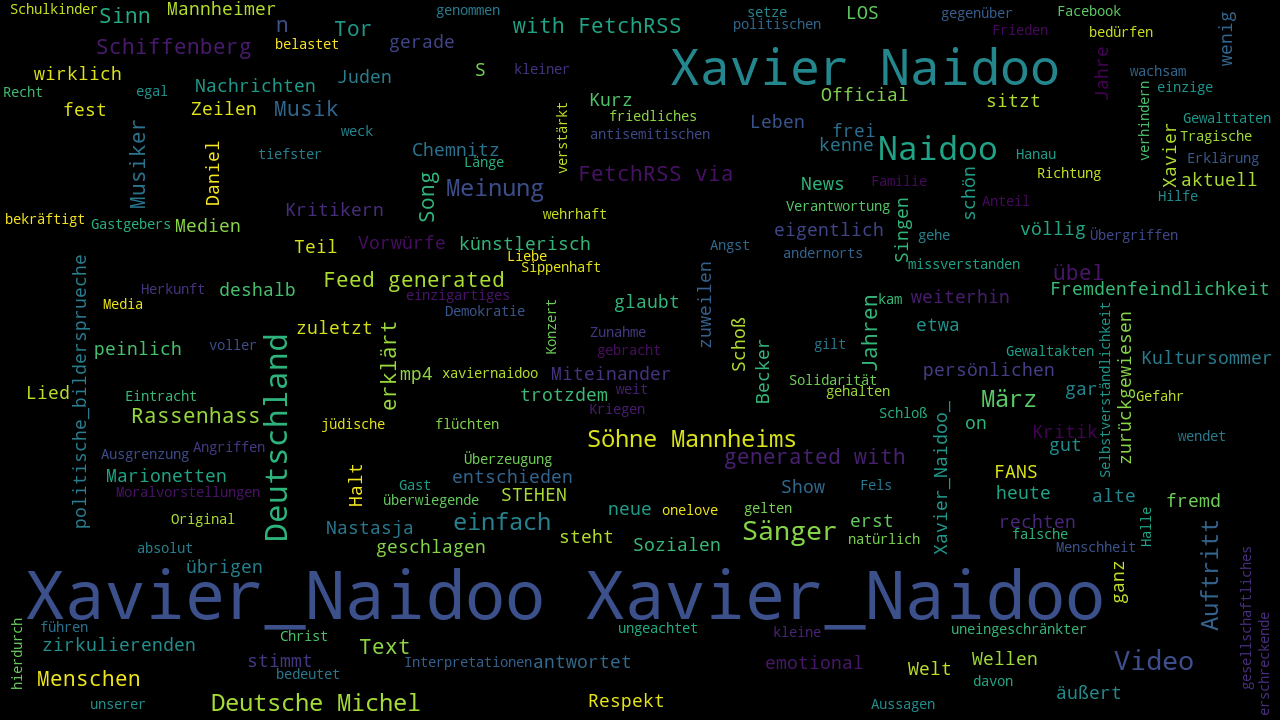 Schulkinder
Sinn
Mannheimer
n
Tor
genommen
with FetchRSS
setze
politischen
LOS
gegenüber
Facebook
Frieden
bedürfen
wenig
Schiffenberg
belastet
gerade
Xavier_Naidoo
Jahre
wirklich
Nachrichten
Juden
S
kleiner
wachsam
einzige
Recht
egal
fest
Zeilen
Musik
Kurz
friedliches
antisemitischen
Official
sitzt
verhindern
Gewalttaten
Tragische
weck
verstärkt
Leben
frei
kenne
Naidoo
Hanau
Xavier
Erklärung
Musiker
Daniel
tiefster
Chemnitz
Länge
Song
Meinung
FetchRSS via
News
Familie
Richtung
aktuell
Hilfe
schön
Anteil
Kritikern
wehrhaft
Verantwortung
Singen
bekräftigt
Gastgebers
Medien
eigentlich
gehe
völlig
Übergriffen
Teil
Vorwürfe
künstlerisch
Liebe
Sippenhaft
Angst
andernorts
missverstanden
übel
politische_bildersprueche
Herkunft
deshalb
Feed generated
einzigartiges
Demokratie
Media
glaubt
zuweilen
Jahren
kam
weiterhin
Fremdenfeindlichkeit
Konzert
zuletzt
erklärt
Zunahme
gebracht
Schoß
Becker
gilt
etwa
Selbstverständlichkeit
zurückgewiesen
peinlich
voller
Deutschland
Gewaltakten
Kultursommer
mp4
xaviernaidoo
Miteinander
weit
Solidarität
gehalten
persönlichen
Lied
Eintracht
trotzdem
Kriegen
März
gar
Gefahr
Rassenhass
jüdische
flüchten
Schloß
Xavier_Naidoo_
on
Kritik
gut
wendet
Söhne Mannheims
generated with
Ausgrenzung
Angriffen
Überzeugung
Marionetten
Halt
Gast
entschieden
Show
Fels
FANS
Moralvorstellungen
überwiegende
STEHEN
heute
alte
fremd
Original
Nastasja
einfach
neue
onelove
gelten
Sänger
erst
natürlich
rechten
falsche
Halle
Auftritt
absolut
geschlagen
steht
Sozialen
Menschheit
übrigen
ganz
gesellschaftliches
Xavier_Naidoo Xavier_Naidoo
hierdurch
führen
zirkulierenden
Christ
Text
ungeachtet
kleine
uneingeschränkter
erschreckende
stimmt
bedeutet
Interpretationen
antwortet
emotional
Welt
Wellen
davon
Video
Menschen
unserer
Deutsche Michel
Respekt
Aussagen
äußert